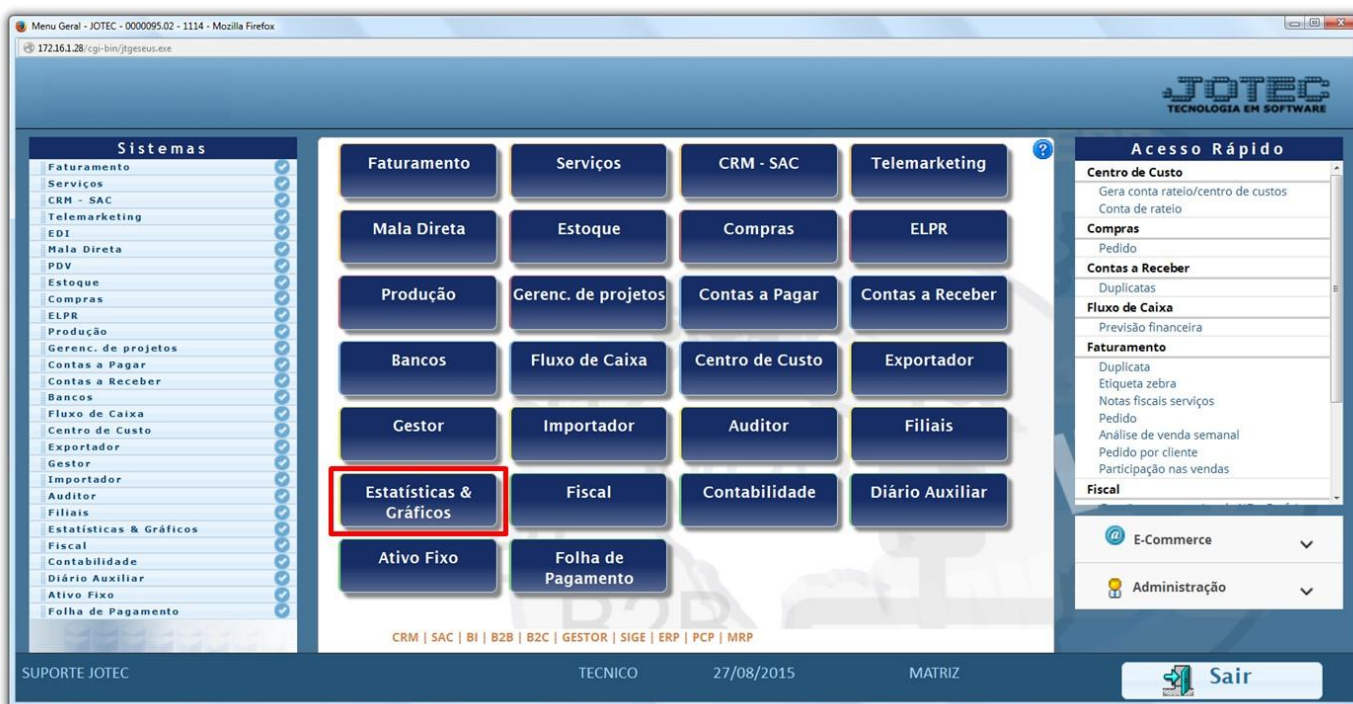 Menu Geral - JOTEC - 0000095.02 - 1114 - Mozilla Firefox
172.16.1.28/cgi-bin/jtgeseus.exe
JOTEC
TECNOLOGIA EM SOFTWARE
Sistemas
Faturamento
Serviços
CRM - SAC
Telemarketing
EDI
Mala Direta
PDV
Estoque
Compras
ELPR
Produção
Gerenc. de projetos
Contas a Pagar
Contas a Receber
Bancos
Fluxo de Caixa
Centro de Custo
Exportador
Gestor
Importador
Auditor
Filiais
Estatísticas & Gráficos
Fiscal
Contabilidade
Diário Auxiliar
Ativo Fixo
Folha de Pagamento
Faturamento Serviços CRM - SAC Telemarketing
Mala Direta Estoque Compras ELPR
Produção Gerenc. de projetos Contas a Pagar Contas a Receber
Bancos Fluxo de Caixa Centro de Custo Exportador
Gestor Importador Auditor Filiais
Estatísticas & Gráficos Fiscal Contabilidade Diário Auxiliar
Ativo Fixo Folha de Pagamento
B2B
CRM | SAC | BI | B2B | B2C | GESTOR | SIGE | ERP | PCP | MRP
Acesso Rápido
Centro de Custo
Gera conta rateio/centro de custos
Conta de rateio
Compras
Pedido
Contas a Receber
Duplicatas
Fluxo de Caixa
Previsão financeira
Faturamento
Duplicata
Etiqueta zebra
Notas fiscais serviços
Pedido
Análise de venda semanal
Pedido por cliente
Participação nas vendas
Fiscal
E-Commerce
Administração
SUPORTE JOTEC TECNICO 27/08/2015 MATRIZ Sair